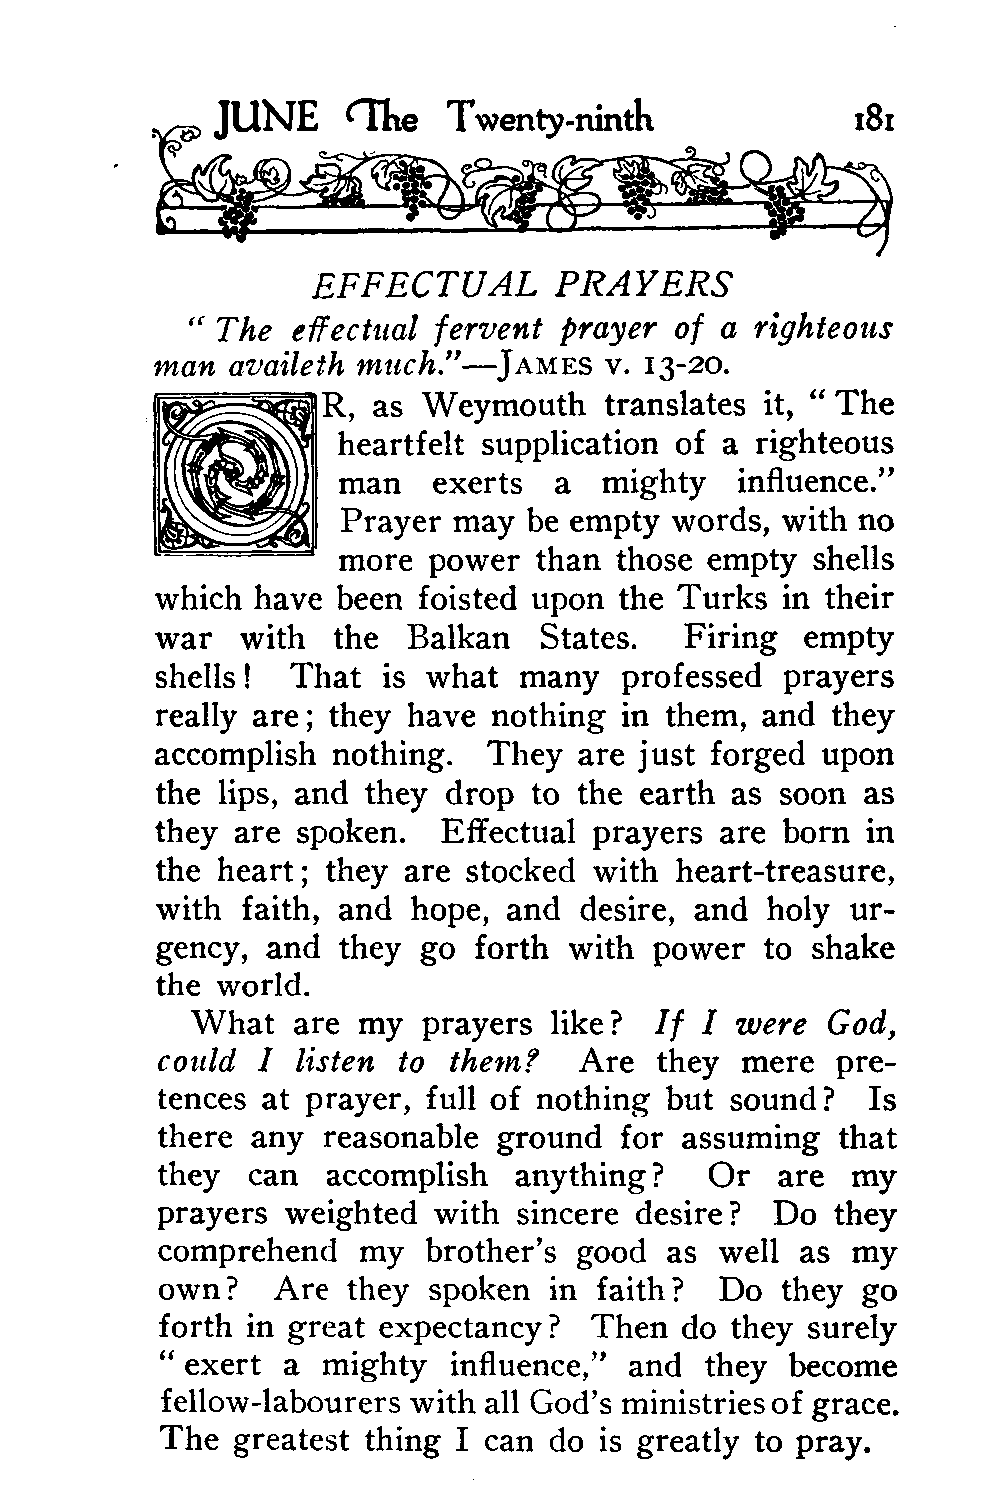 JUNE The Twenty-ninth 181
EFFECTUAL PRAYERS
“ The effectual fervent prayer of a righteous
man availeth much.”—JAMES v. 13-20.
OR, as Weymouth translates it, “ The
heartfelt supplication of a righteous
man exerts a mighty influence.”
Prayer may be empty words, with no
more power than those empty shells
which have been foisted upon the Turks in their
war with the Balkan States. Firing empty
shells! That is what many professed prayers
really are; they have nothing in them, and they
accomplish nothing. They are just forged upon
the lips, and they drop to the earth as soon as
they are spoken. Effectual prayers are born in
the heart; they are stocked with heart-treasure,
with faith, and hope, and desire, and holy ur-
gency, and they go forth with power to shake
the world.
What are my prayers like? If I were God,
could I listen to them? Are they mere pre-
tences at prayer, full of nothing but sound? Is
there any reasonable ground for assuming that
they can accomplish anything? Or are my
prayers weighted with sincere desire? Do they
comprehend my brother’s good as well as my
own? Are they spoken in faith? Do they go
forth in great expectancy? Then do they surely
“ exert a mighty influence,” and they become
fellow-labourers with all God’s ministries of grace.
The greatest thing I can do is greatly to pray.